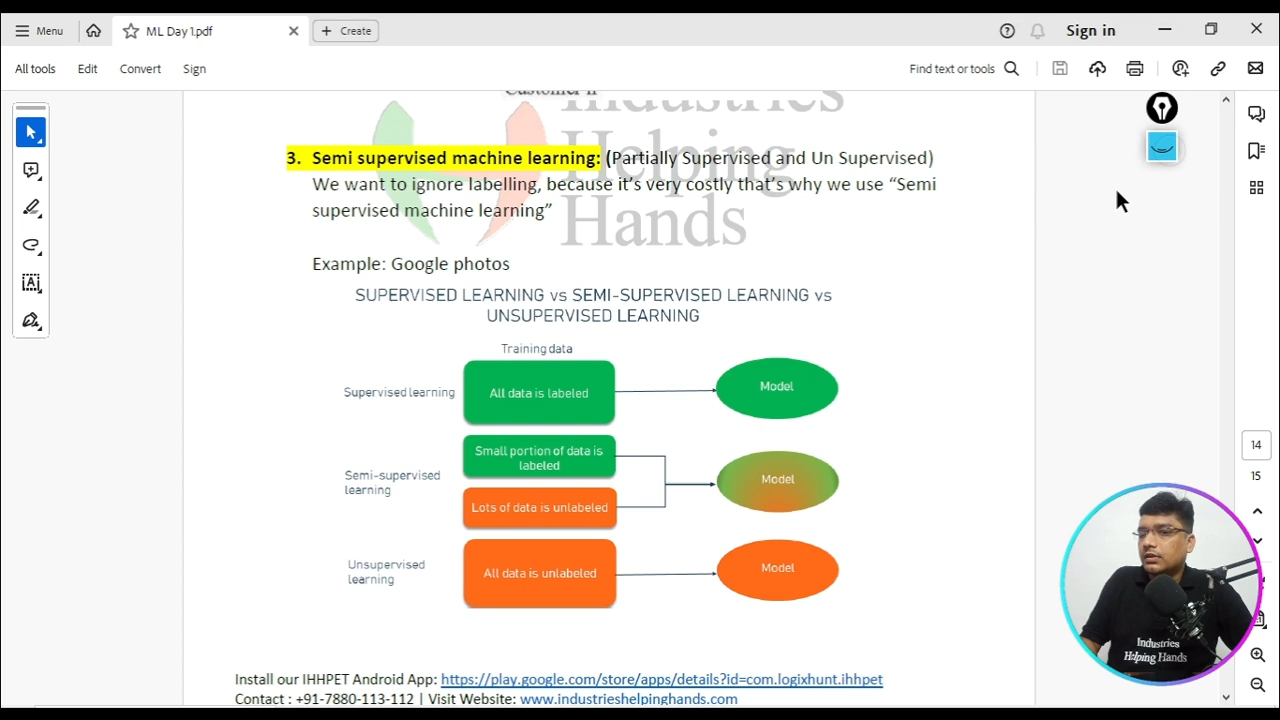 Menu
ML Day 1.pdf
Create
Sign in
All tools
Edit
Convert
Sign
Find text or tools
Industries
Helping
Hands
3. Semi supervised machine learning: (Partially Supervised and Un Supervised)
We want to ignore labelling, because it’s very costly that’s why we use “Semi
supervised machine learning”
Example: Google photos
SUPERVISED LEARNING vs SEMI-SUPERVISED LEARNING vs
UNSUPERVISED LEARNING
Training data
Supervised learning
All data is labeled
Model
Semi-supervised
learning
Small portion of data is
labeled
Lots of data is unlabeled
Model
Unsupervised
learning
All data is unlabeled
Model
14
15
Industries
Helping Hands
Install our IHHPET Android App: https://play.google.com/store/apps/details?id=com.logixhunt.ihhpet
Contact : +91-7880-113-112 | Visit Website: www.industrieshelpinghands.com